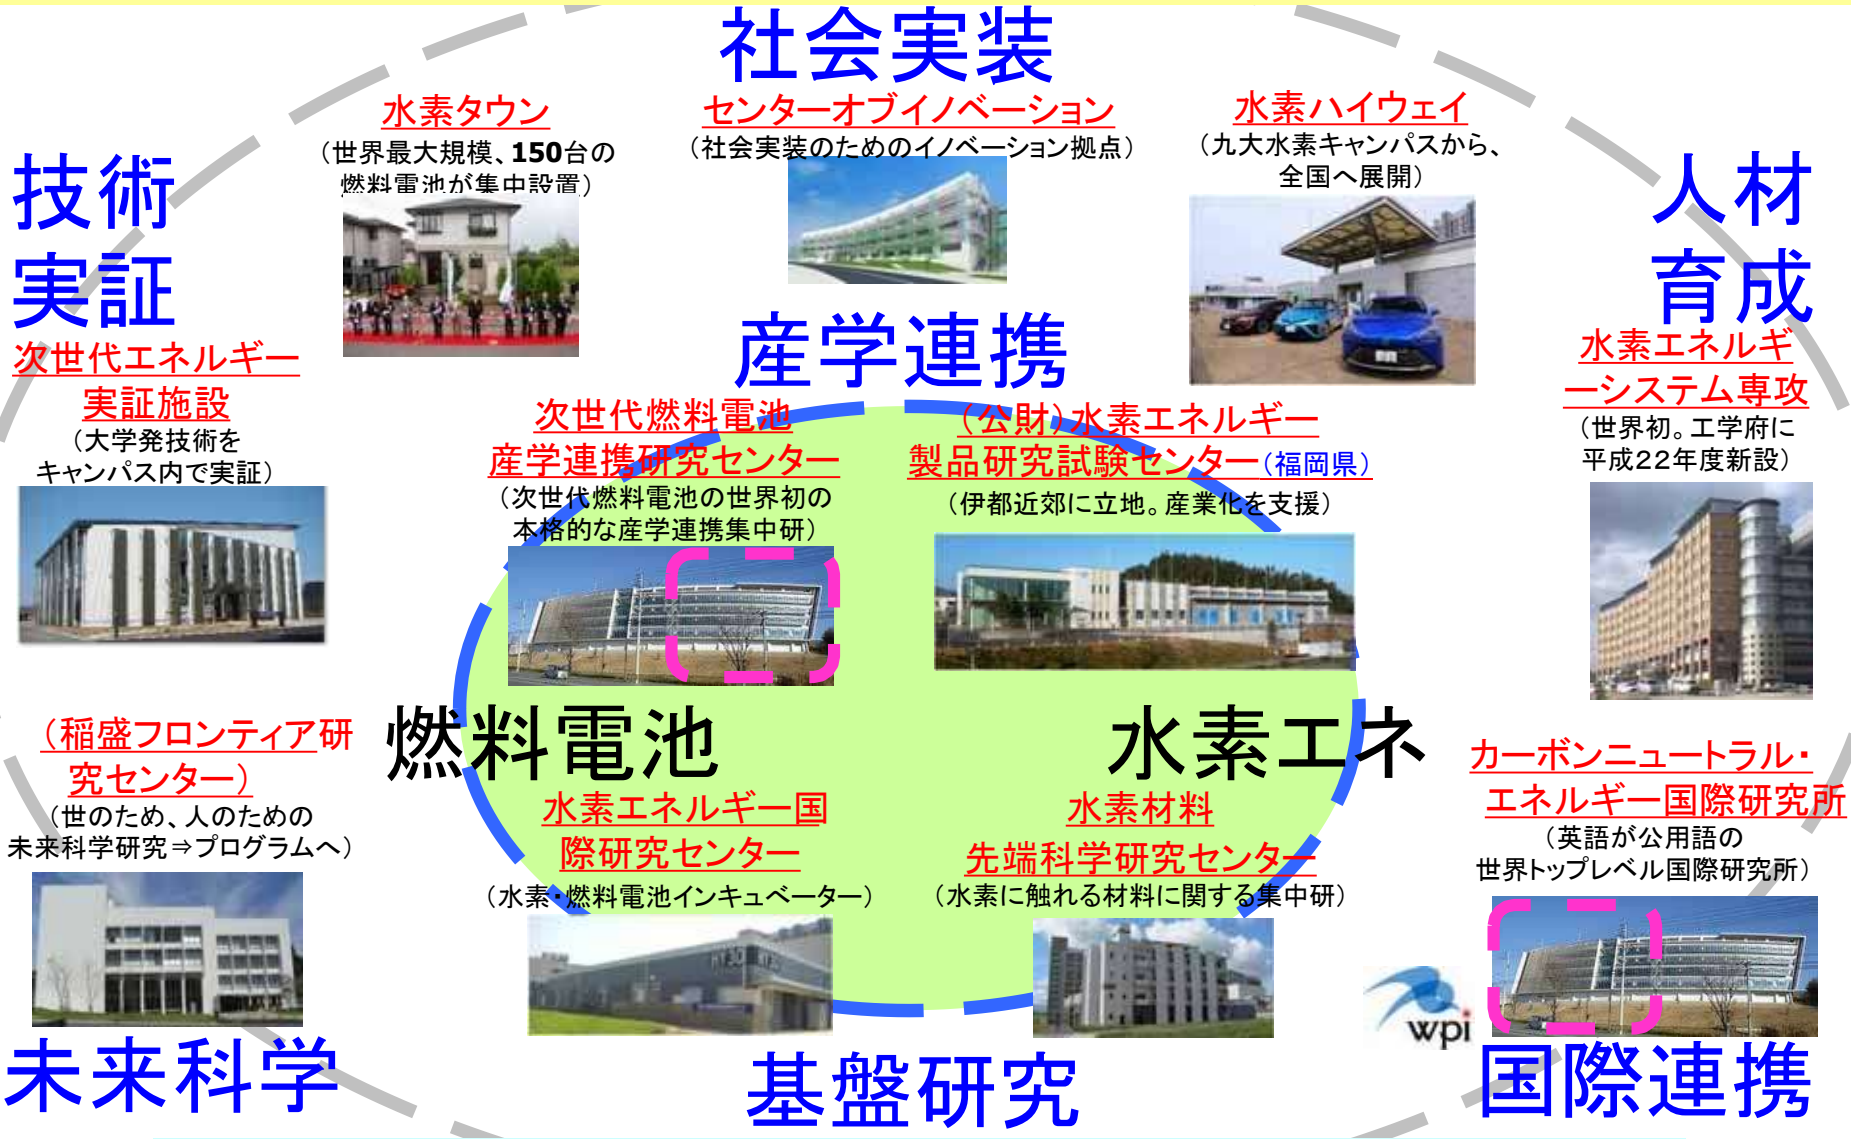 社会実装
水素タウン
（世界最大規模、150台の
燃料電池が集中設置）
センターオブイノベーション
（社会実装のためのイノベーション拠点）
水素ハイウェイ
（九大水素キャンパスから、
全国へ展開）
技術
実証
人材
育成
次世代エネルギー
実証施設
（大学発技術を
キャンパス内で実証）
産学連携
次世代燃料電池
産学連携研究センター
（次世代燃料電池の世界初の
本格的な産学連携集中研）
（公財）水素エネルギー
製品研究試験センター（福岡県）
（伊都近郊に立地。産業化を支援）
水素エネルギ
ーシステム専攻
（世界初。工学府に
平成２２年度新設）
（稲盛フロンティア研
究センター）
（世のため、人のための
未来科学研究⇒プログラムへ）
燃料電池
水素エネ
水素エネルギー国
際研究センター
（水素・燃料電池インキュベーター）
水素材料
先端科学研究センター
（水素に触れる材料に関する集中研）
カーボンニュートラル・
エネルギー国際研究所
（英語が公用語の
世界トップレベル国際研究所）
wpi
未来科学
基盤研究
国際連携